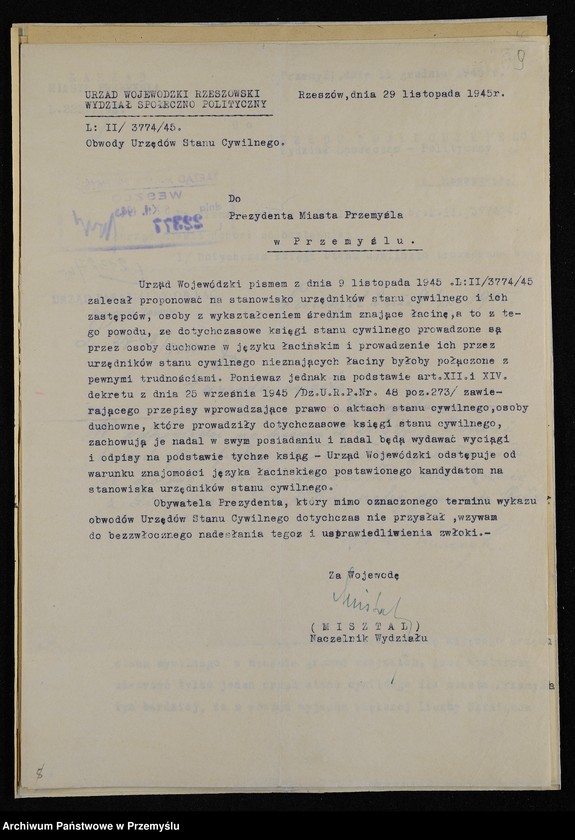 9
URZAD WOJEWODZKI RZESZOWSKI
WYDZIAŁ SPOŁECZNO POLITYCZNY
Rzeszów,dnia 29 listopada 1945r.
L: II/ 3774/45.
Obwody Urzędów Stanu Cywilnego.
Do
Prezydenta Miasta Przemyśla
w Przemyślu.
Urząd Wojewódzki pismem z dnia 9 listopada 1945 .L:II/3774/45
zalecał proponować na stanowisko urzędników stanu cywilnego i ich
zastępców, osoby z wykształceniem średnim znające łacinę,a to z te-
go powodu, ze dotychczasowe księgi stanu cywilnego prowadzone są
przez osoby duchowne w języku łacińskim i prowadzenie ich przez
urzędników stanu cywilnego nieznających łaciny byłoby połączone z
pewnymi trudnościami. Poniewaz jednak na podstawie art.XII.i XIV.
dekretu z dnia 25 września 1945 /Dz.U.R.P.Nr. 48 poz.273/ zawie-
rającego przepisy wprowadzające prawo o aktach stanu cywilnego,osoby
duchowne, które prowadziły dotychczasowe księgi stanu cywilnego,
zachowują je nadal w swym posiadaniu i nadal będą wydawać wyciągi
i odpisy na podstawie tychze ksiąg - Urząd Wojewódzki odstępuje od
warunku znajomości języka łacińskiego postawionego kandydatom na
stanowiska urzędników stanu cywilnego.
Obywatela Prezydenta, który mimo oznaczonego terminu wykazu
obwodów Urzędów Stanu Cywilnego dotychczas nie przysłał ,wzywam
do bezzwłocznego nadesłania tegoz i usprawiedliwienia zwłoki.-
Za Wojewodę
( M I S Z T A L )
Naczelnik Wydziału
8
Archiwum Państwowe w Przemyślu